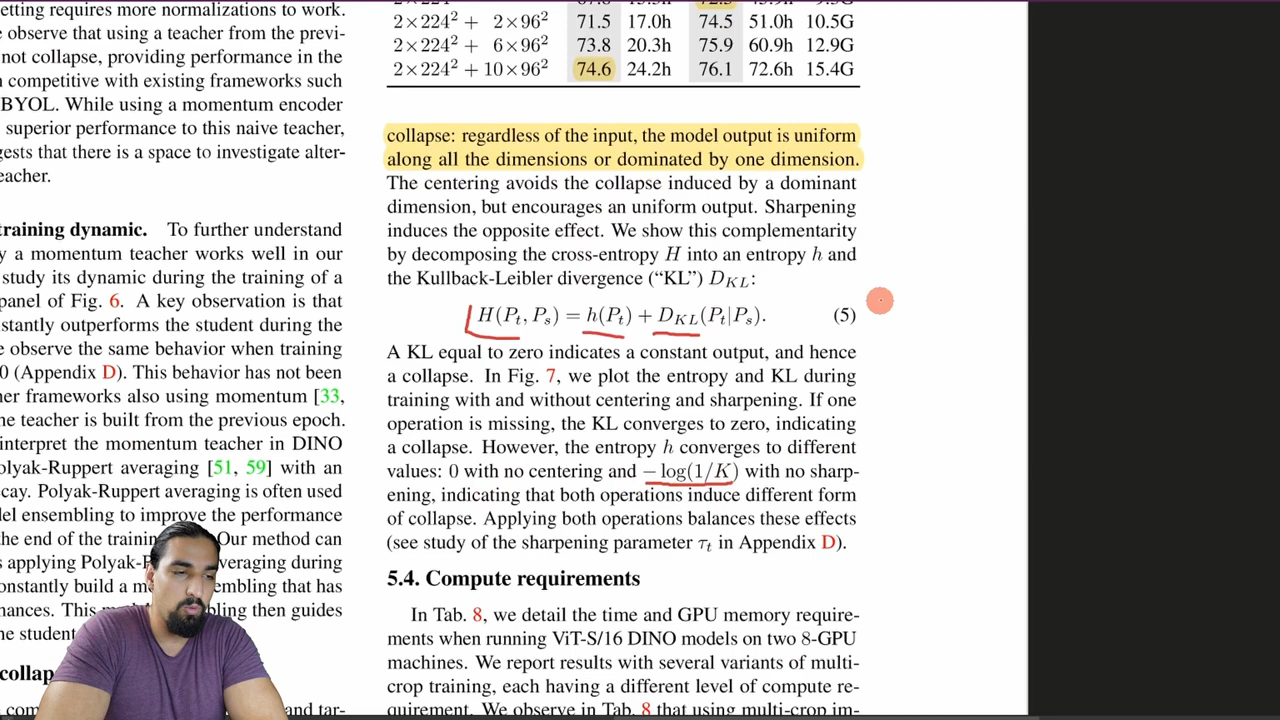 etting requires more normalizations to work.
e observe that using a teacher from the previ-
not collapse, providing performance in the
n competitive with existing frameworks such
BYOL. While using a momentum encoder
superior performance to this naive teacher,
gests that there is a space to investigate alter-
eacher.
training dynamic. To further understand
y a momentum teacher works well in our
study its dynamic during the training of a
panel of Fig. 6. A key observation is that
stantly outperforms the student during the
e observe the same behavior when training
0 (Appendix D). This behavior has not been
her frameworks also using momentum [33,
he teacher is built from the previous epoch.
interpret the momentum teacher in DINO
olyak-Ruppert averaging [51, 59] with an
cay. Polyak-Ruppert averaging is often used
del ensembling to improve the performance
the end of the training Our method can
s applying Polyak-R veraging during
onstantly build a m embling that has
mances. This bling then guides
he student
collap
2×224² + 2×96² 71.5 17.0h 74.5 51.0h 10.5G
2×224² + 6×96² 73.8 20.3h 75.9 60.9h 12.9G
2×224² + 10×96² 74.6 24.2h 76.1 72.6h 15.4G
collapse: regardless of the input, the model output is uniform
along all the dimensions or dominated by one dimension.
The centering avoids the collapse induced by a dominant
dimension, but encourages an uniform output. Sharpening
induces the opposite effect. We show this complementarity
by decomposing the cross-entropy H into an entropy h and
the Kullback-Leibler divergence (“KL”) D_KL:
H(P_t, P_s) = h(P_t) + D_KL(P_t|P_s). (5)
A KL equal to zero indicates a constant output, and hence
a collapse. In Fig. 7, we plot the entropy and KL during
training with and without centering and sharpening. If one
operation is missing, the KL converges to zero, indicating
a collapse. However, the entropy h converges to different
values: 0 with no centering and − log(1/K) with no sharp-
ening, indicating that both operations induce different form
of collapse. Applying both operations balances these effects
(see study of the sharpening parameter τ_t in Appendix D).
5.4. Compute requirements
In Tab. 8, we detail the time and GPU memory require-
ments when running ViT-S/16 DINO models on two 8-GPU
machines. We report results with several variants of multi-
crop training, each having a different level of compute re-
quirement. We observe in Tab. 8 that using multi-crop im-